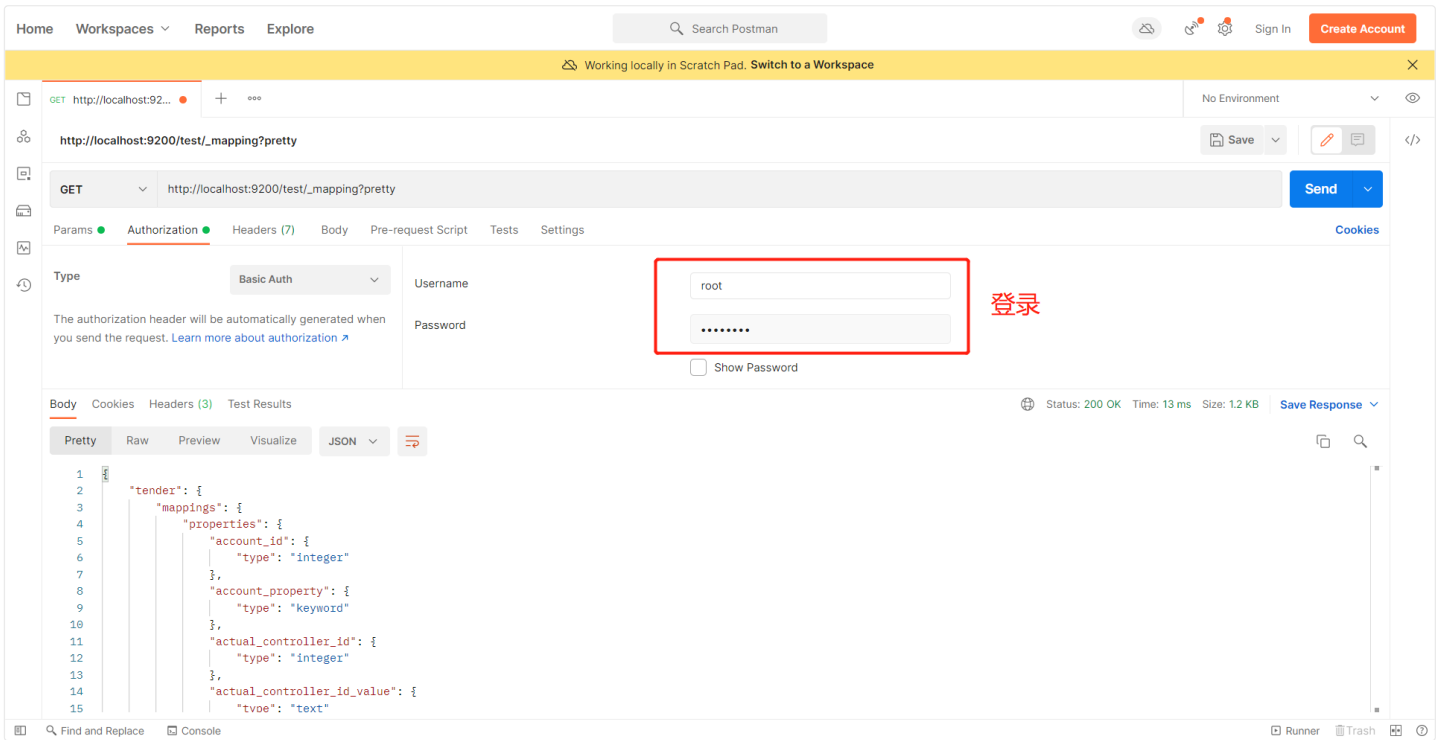 Home Workspaces Reports Explore Search Postman Sign In Create Account
Working locally in Scratch Pad. Switch to a Workspace
GET http://localhost:92... No Environment
http://localhost:9200/test/_mapping?pretty Save
GET http://localhost:9200/test/_mapping?pretty Send
Params Authorization Headers (7) Body Pre-request Script Tests Settings Cookies
Type Basic Auth
The authorization header will be automatically generated when
you send the request. Learn more about authorization ↗
Username root
Password ••••••••
Show Password
登录
Body Cookies Headers (3) Test Results Status: 200 OK Time: 13 ms Size: 1.2 KB Save Response
Pretty Raw Preview Visualize JSON
1 {
2 "tender": {
3 "mappings": {
4 "properties": {
5 "account_id": {
6 "type": "integer"
7 },
8 "account_property": {
9 "type": "keyword"
10 },
11 "actual_controller_id": {
12 "type": "integer"
13 },
14 "actual_controller_id_value": {
15 "type": "text"
Find and Replace Console Runner Trash